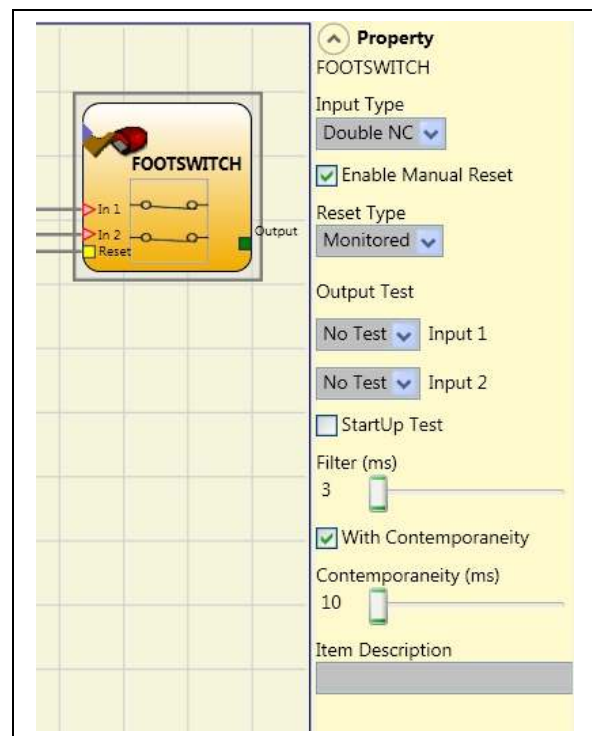 FOOTSWITCH
In 1
In 2
Reset
Output
Property
FOOTSWITCH
Input Type
Double NC
Enable Manual Reset
Reset Type
Monitored
Output Test
No Test Input 1
No Test Input 2
StartUp Test
Filter (ms)
3
With Contemporaneity
Contemporaneity (ms)
10
Item Description